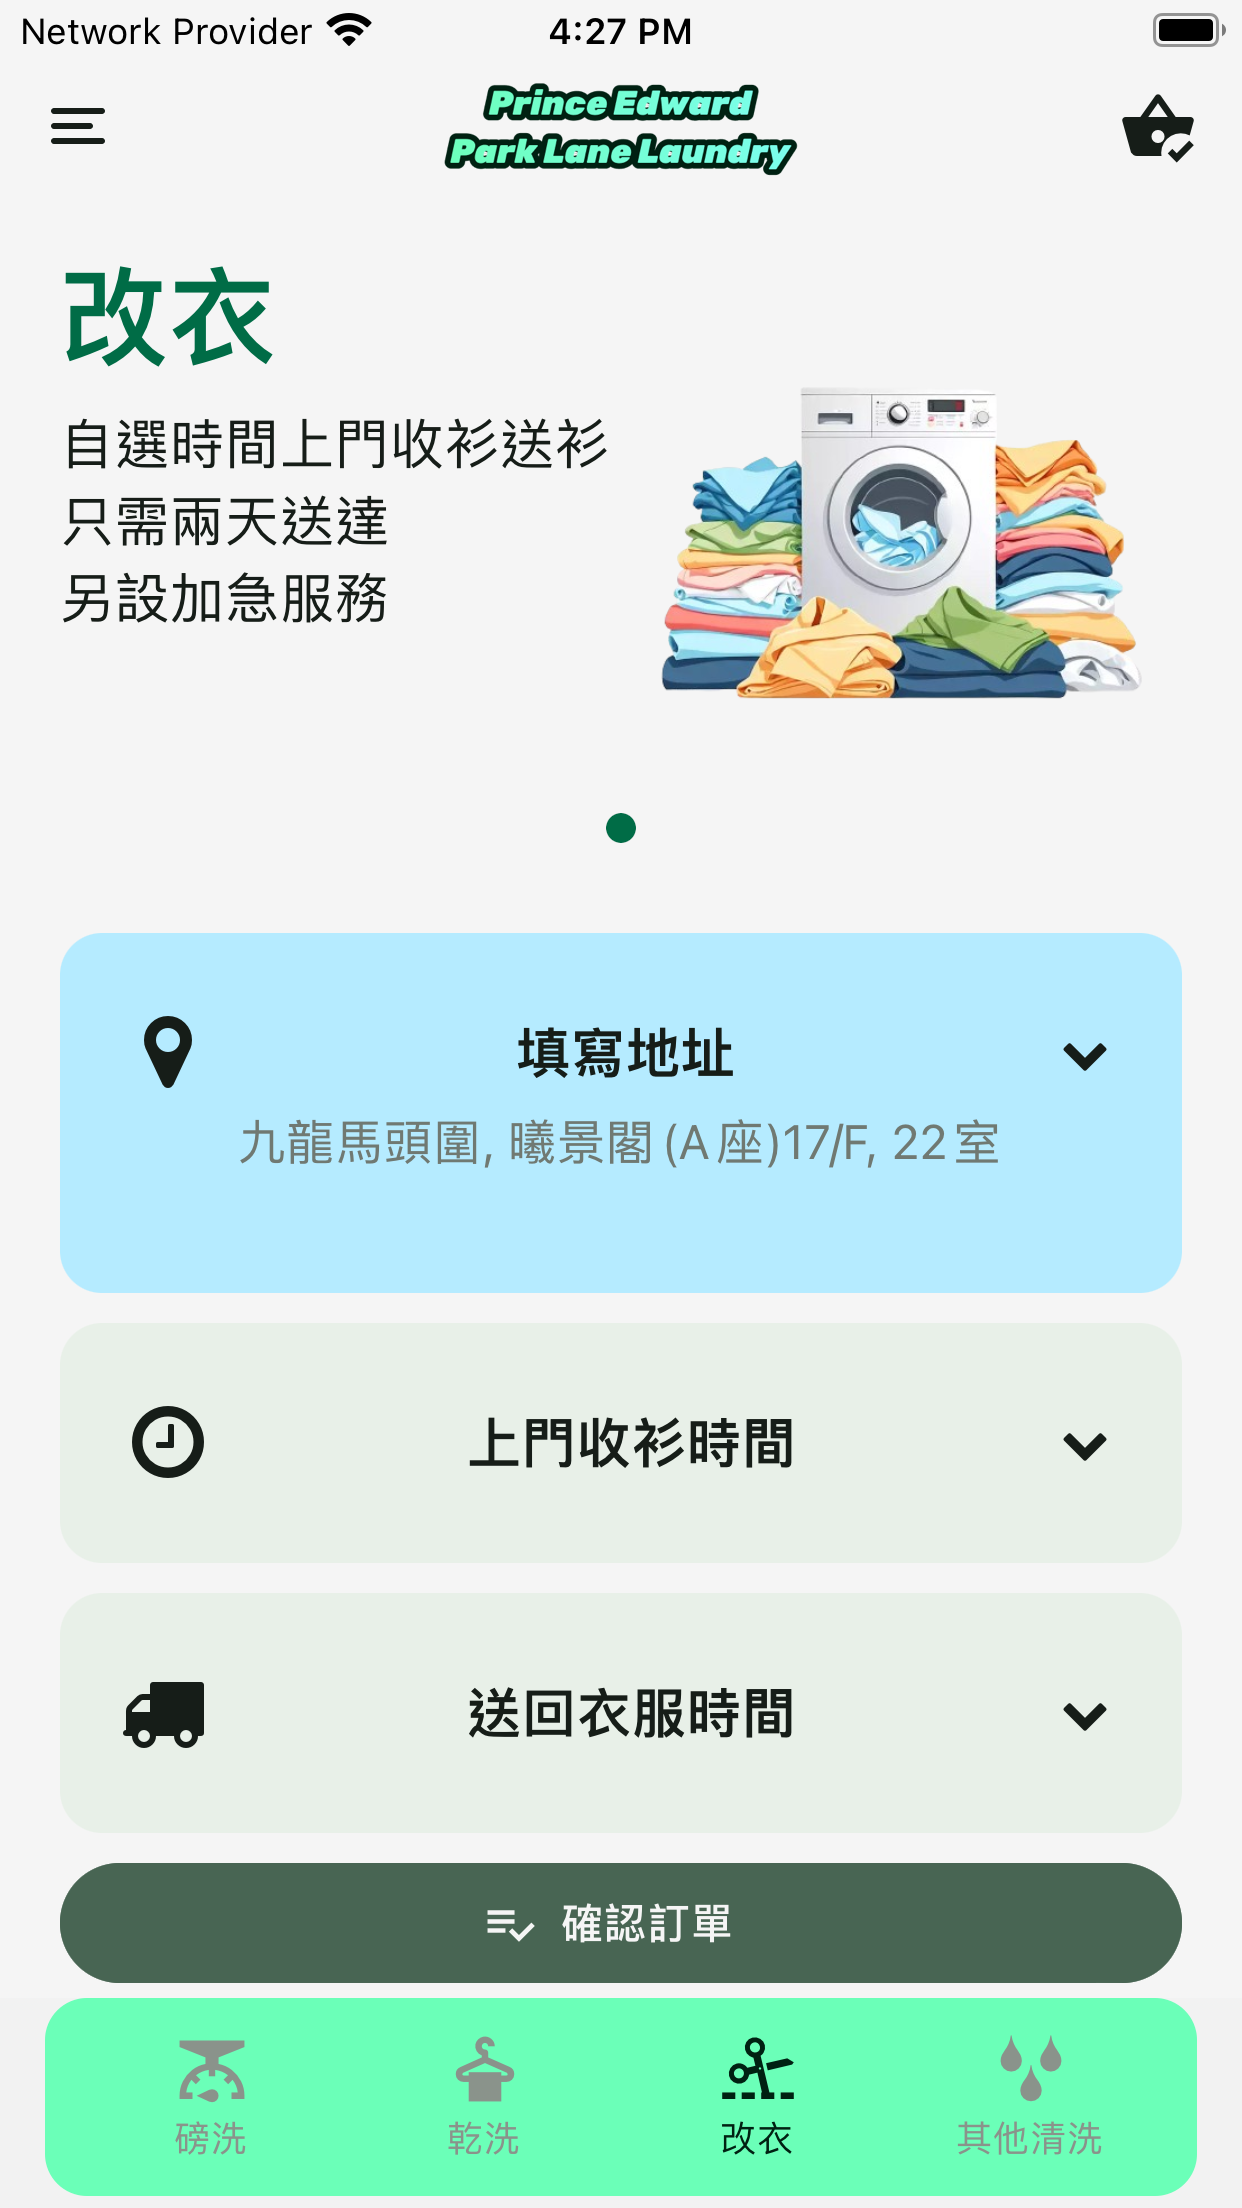 Network Provider
4:27 PM
Prince Edward
Park Lane Laundry
改衣
自選時間上門收衫送衫
只需兩天送達
另設加急服務
填寫地址
九龍馬頭圍, 曦景閣 (A 座)17/F, 22 室
上門收衫時間
送回衣服時間
確認訂單
磅洗
乾洗
改衣
其他清洗